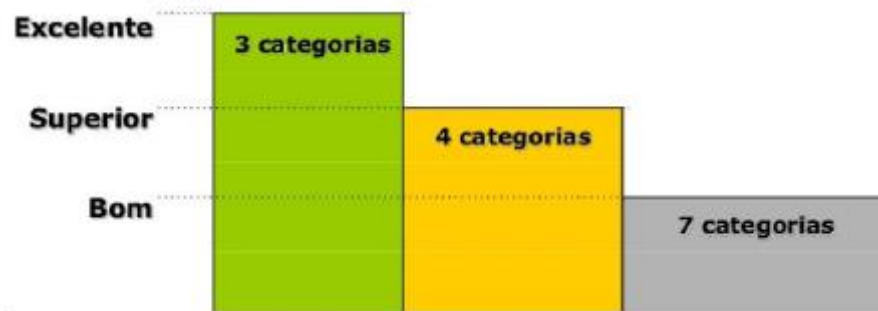 Excelente
3 categorias
Superior
4 categorias
Bom
7 categorias